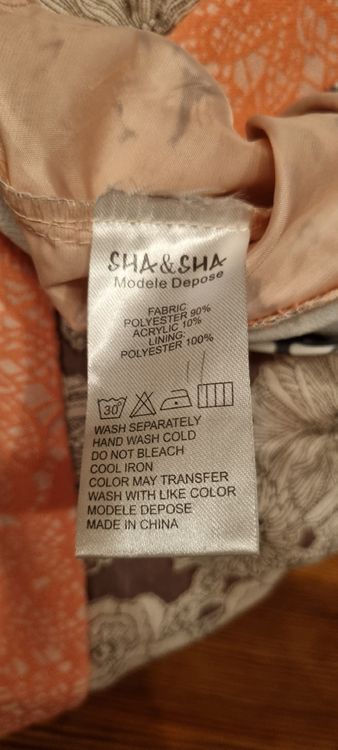 SHA&SHA
Modele Depose
FABRIC
POLYESTER 90%
ACRYLIC 10%
LINING:
POLYESTER 100%
30°
WASH SEPARATELY
HAND WASH COLD
DO NOT BLEACH
COOL IRON
COLOR MAY TRANSFER
WASH WITH LIKE COLOR
MODELE DEPOSE
MADE IN CHINA